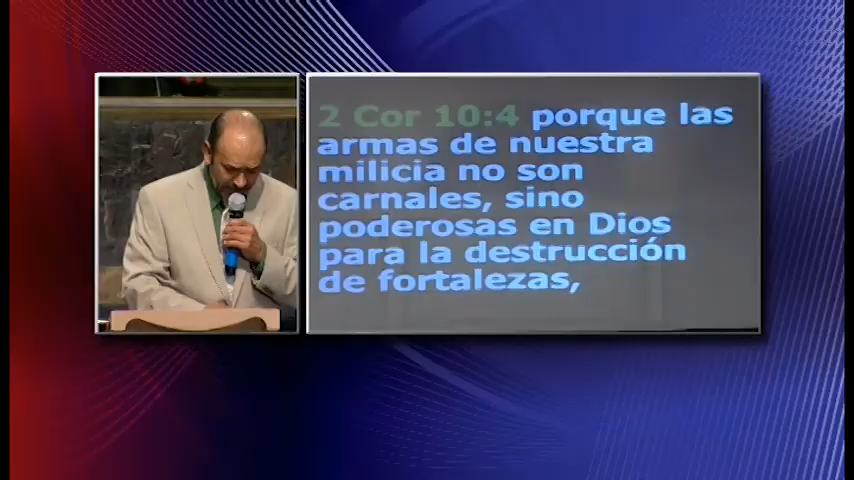 2 Cor 10:4 porque las
armas de nuestra
milicia no son
carnales, sino
poderosas en Dios
para la destrucción
de fortalezas,